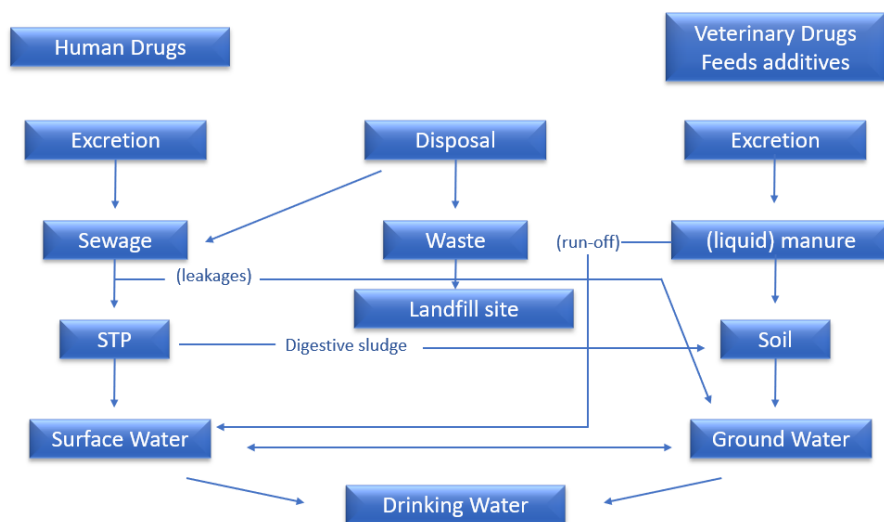 Human Drugs
Veterinary Drugs
Feeds additives
Excretion
Disposal
Excretion
Sewage
Waste
(run-off)
(liquid) manure
(leakages)
Landfill site
STP
Digestive sludge
Soil
Surface Water
Ground Water
Drinking Water